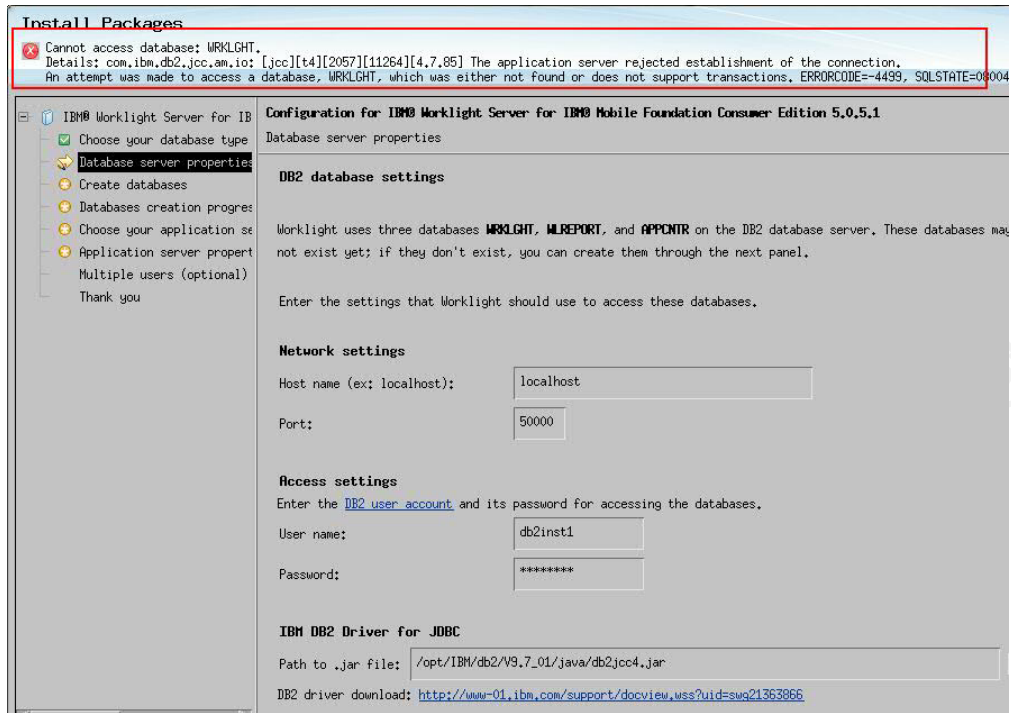 Install Packages
Cannot access database: WRKLGHT.
Details: com.ibm.db2.jcc.am.io: [jcc][t4][2057][11264][4.7.85] The application server rejected establishment of the connection.
An attempt was made to access a database, WRKLGHT, which was either not found or does not support transactions. ERRORCODE=-4499, SQLSTATE=08004
IBM® Worklight Server for IB
Choose your database type
Database server properties
Create databases
Databases creation progres
Choose your application se
Application server propert
Multiple users (optional)
Thank you
Configuration for IBM® Worklight Server for IBM® Mobile Foundation Consumer Edition 5.0.5.1
Database server properties
DB2 database settings
Worklight uses three databases WRKLGHT, WLREPORT, and APPCNTR on the DB2 database server. These databases may
not exist yet; if they don't exist, you can create them through the next panel.
Enter the settings that Worklight should use to access these databases.
Network settings
Host name (ex: localhost): localhost
Port: 50000
Access settings
Enter the DB2 user account and its password for accessing the databases.
User name: db2inst1
Password: ********
IBM DB2 Driver for JDBC
Path to .jar file: /opt/IBM/db2/V9.7_01/java/db2jcc4.jar
DB2 driver download: http://www-01.ibm.com/support/docview.wss?uid=swg21363866